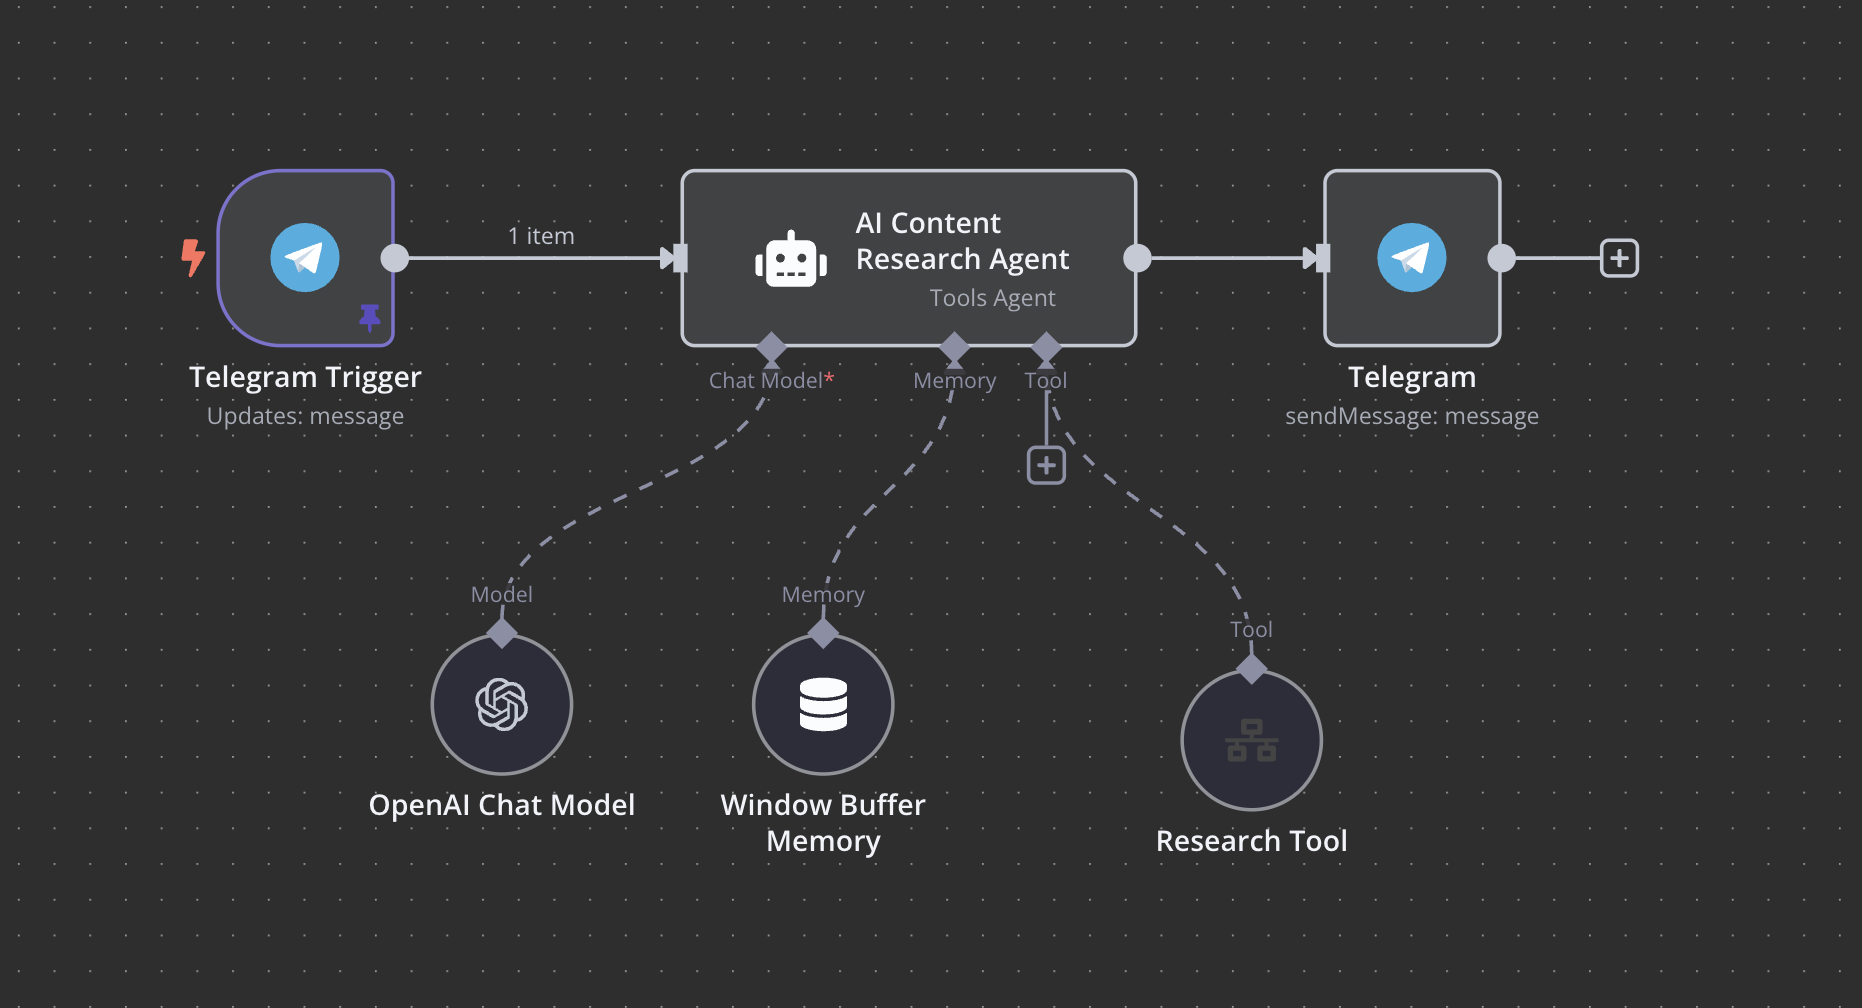 1 item
AI Content
Research Agent
Tools Agent
Telegram Trigger
Updates: message
Chat Model*
Memory
Tool
Telegram
sendMessage: message
Model
Memory
Tool
OpenAI Chat Model
Window Buffer
Memory
Research Tool